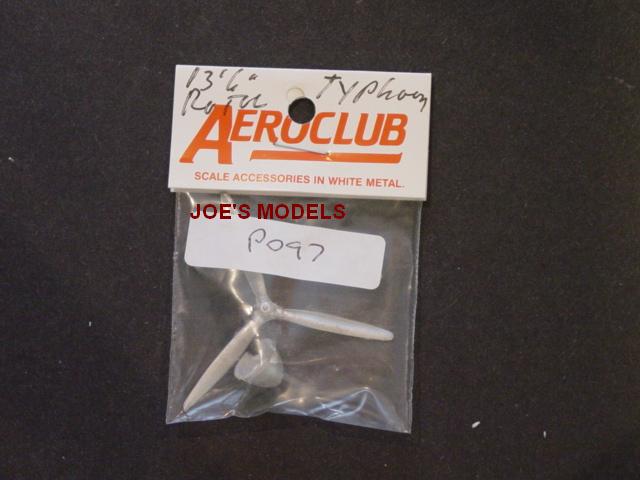 13'6" Typhoon
Rotol
AEROCLUB
SCALE ACCESSORIES IN WHITE METAL.
JOE'S MODELS
P097